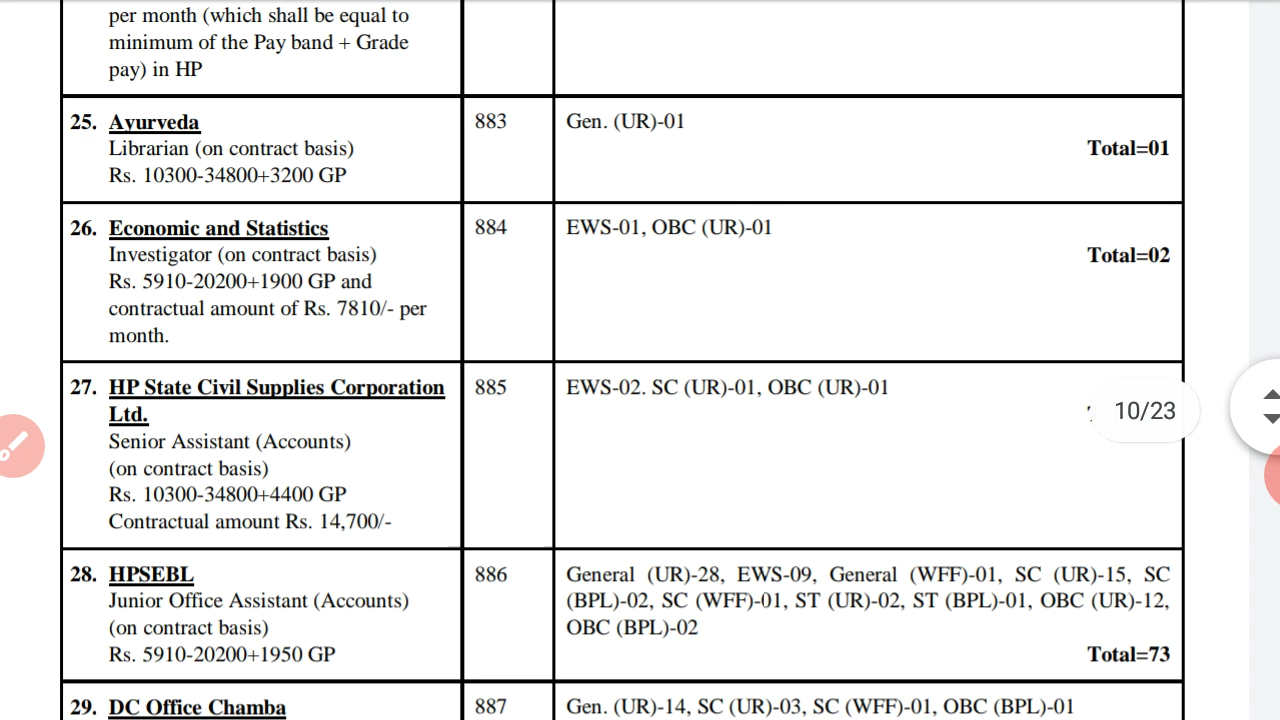 per month (which shall be equal to
minimum of the Pay band + Grade
pay) in HP
25. Ayurveda 883 Gen. (UR)-01
Librarian (on contract basis) Total=01
Rs. 10300-34800+3200 GP
26. Economic and Statistics 884 EWS-01, OBC (UR)-01
Investigator (on contract basis) Total=02
Rs. 5910-20200+1900 GP and
contractual amount of Rs. 7810/- per
month.
27. HP State Civil Supplies Corporation 885 EWS-02. SC (UR)-01, OBC (UR)-01
Ltd. 10/23
Senior Assistant (Accounts)
(on contract basis)
Rs. 10300-34800+4400 GP
Contractual amount Rs. 14,700/-
28. HPSEBL 886 General (UR)-28, EWS-09, General (WFF)-01, SC (UR)-15, SC
Junior Office Assistant (Accounts) (BPL)-02, SC (WFF)-01, ST (UR)-02, ST (BPL)-01, OBC (UR)-12,
(on contract basis) OBC (BPL)-02
Rs. 5910-20200+1950 GP Total=73
29. DC Office Chamba 887 Gen. (UR)-14, SC (UR)-03, SC (WFF)-01, OBC (BPL)-01